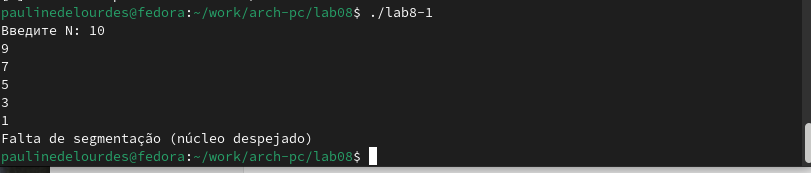 paulinedelourdes@fedora:~/work/arch-pc/lab08$ ./lab8-1
Введите N: 10
9
7
5
3
1
Falta de segmentação (núcleo despejado)
paulinedelourdes@fedora:~/work/arch-pc/lab08$